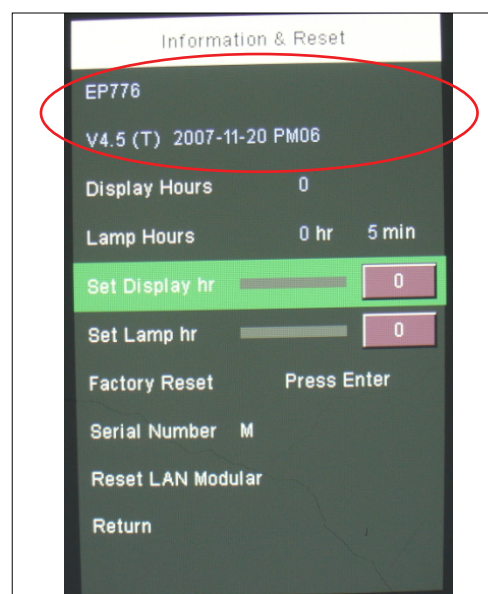 Information & Reset
EP776
V4.5 (T) 2007-11-20 PM06
Display Hours 0
Lamp Hours 0 hr 5 min
Set Display hr 0
Set Lamp hr 0
Factory Reset Press Enter
Serial Number M
Reset LAN Modular
Return